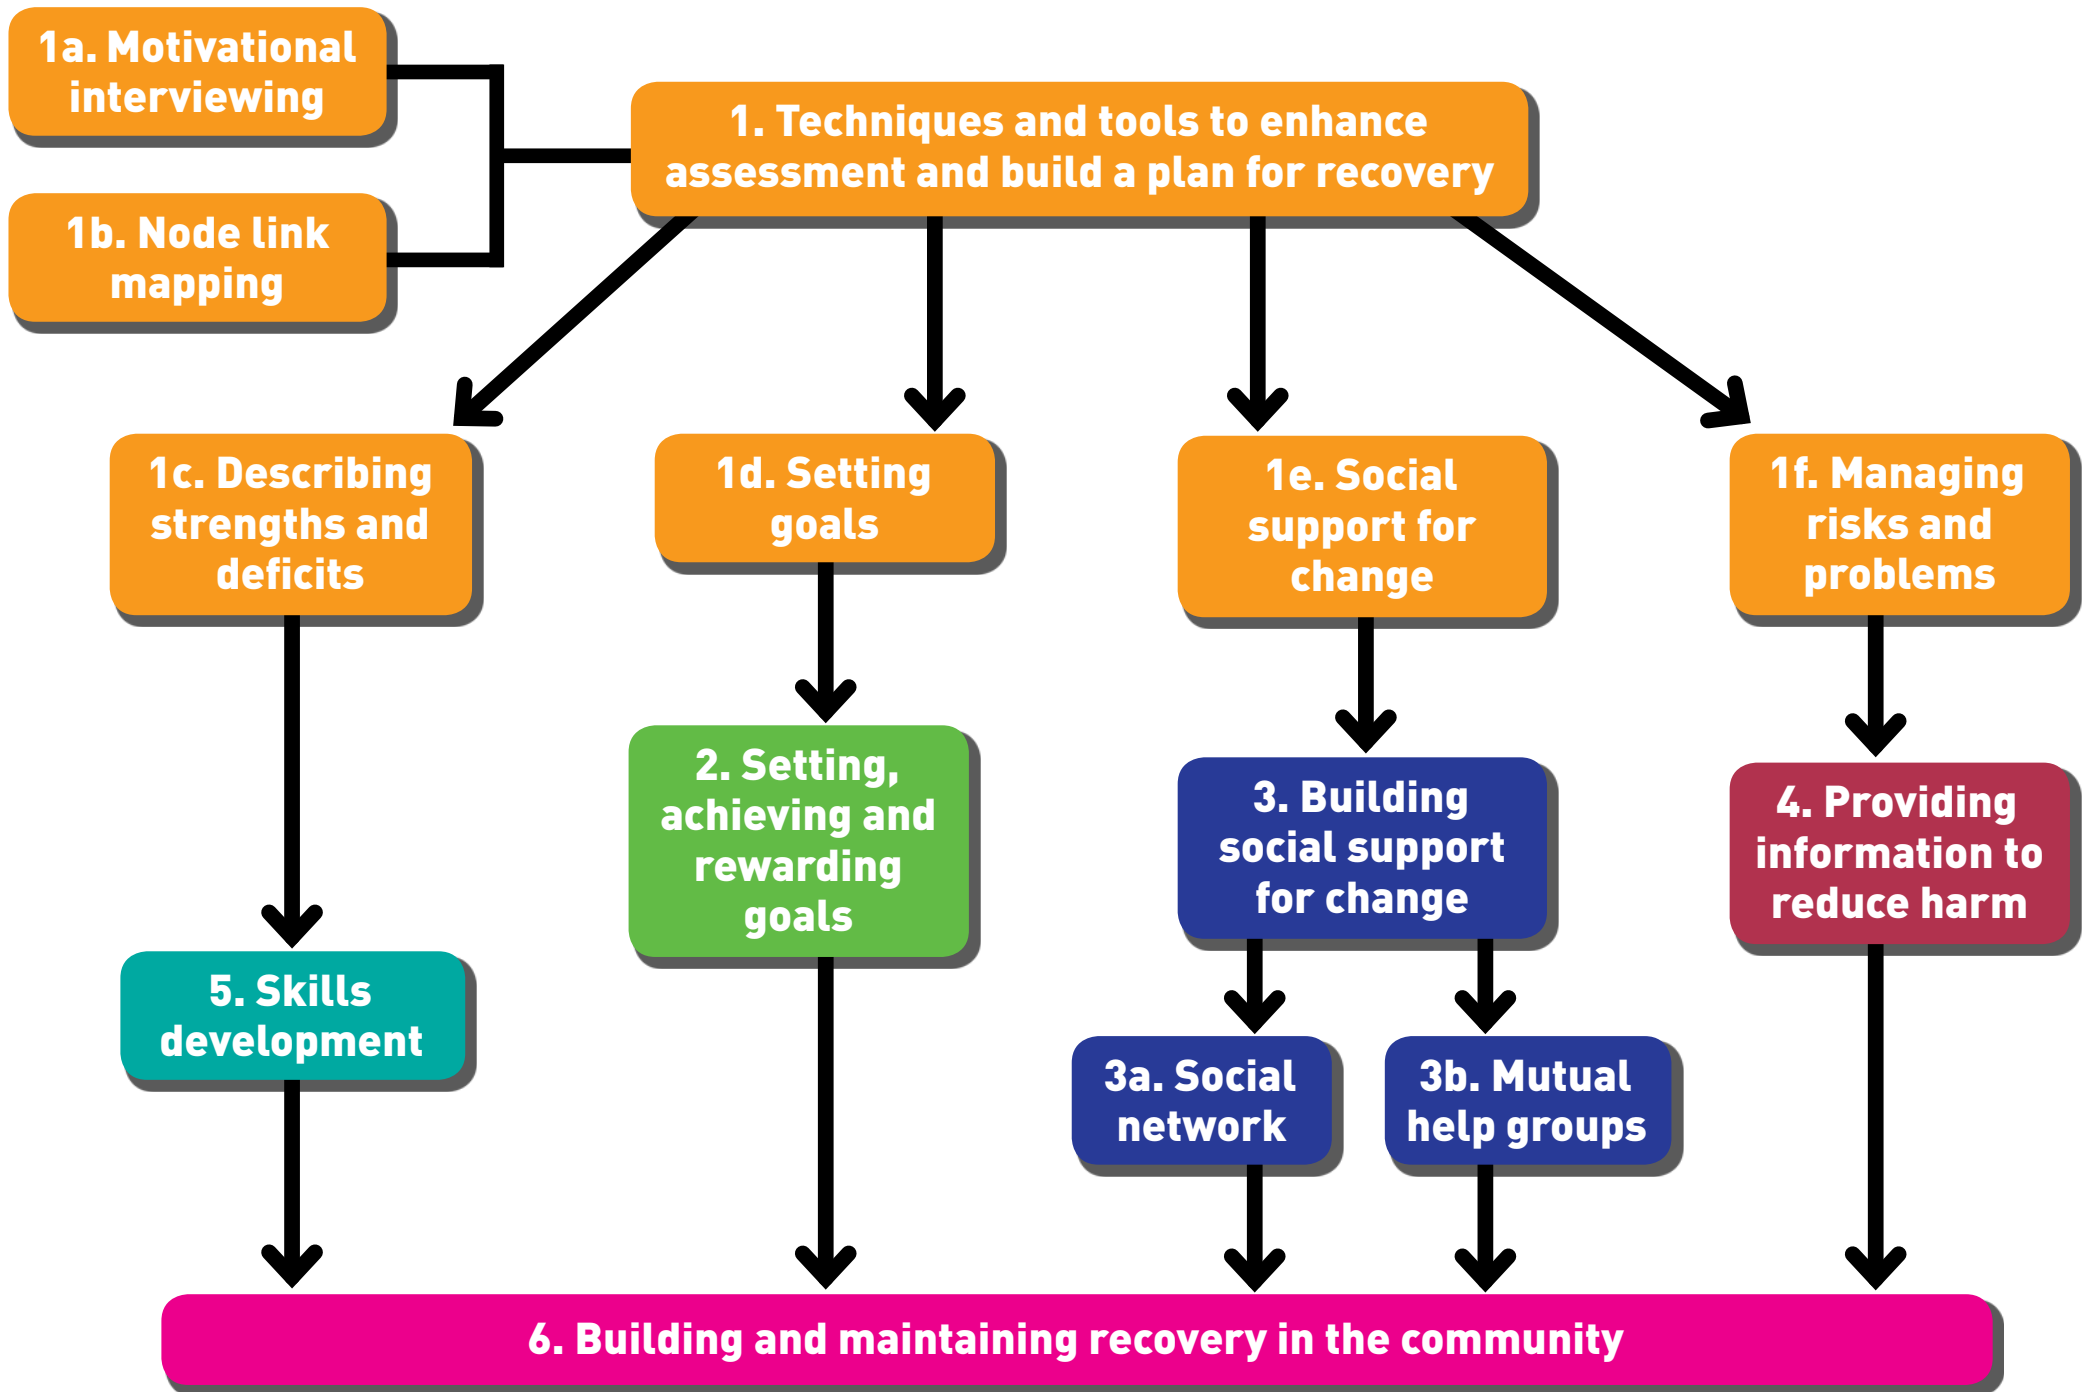 1a. Motivational
interviewing
1. Techniques and tools to enhance
assessment and build a plan for recovery
1b. Node link
mapping
1c. Describing
strengths and
deficits
1d. Setting
goals
1e. Social
support for
change
1f. Managing
risks and
problems
2. Setting,
achieving and
rewarding
goals
3. Building
social support
for change
4. Providing
information to
reduce harm
5. Skills
development
3a. Social
network
3b. Mutual
help groups
6. Building and maintaining recovery in the community